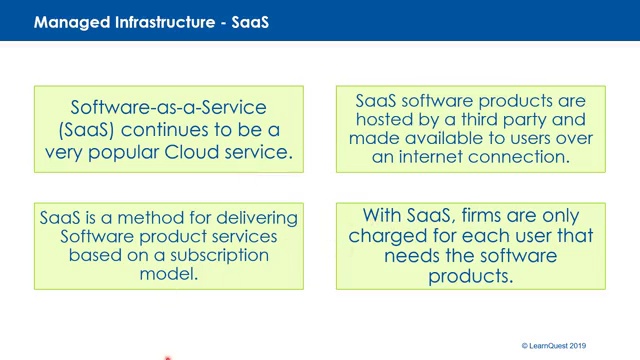 Managed Infrastructure - SaaS
Software-as-a-Service
(SaaS) continues to be a
very popular Cloud service.
SaaS software products are
hosted by a third party and
made available to users over
an internet connection.
SaaS is a method for delivering
Software product services
based on a subscription
model.
With SaaS, firms are only
charged for each user that
needs the software
products.
© LearnQuest 2019